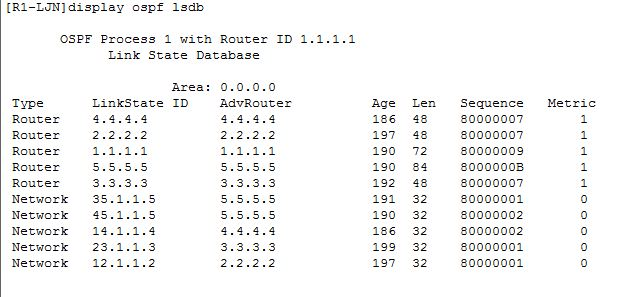 [R1-LJN]display ospf lsdb
OSPF Process 1 with Router ID 1.1.1.1
Link State Database
Area: 0.0.0.0
Type LinkState ID AdvRouter Age Len Sequence Metric
Router 4.4.4.4 4.4.4.4 186 48 80000007 1
Router 2.2.2.2 2.2.2.2 197 48 80000007 1
Router 1.1.1.1 1.1.1.1 190 72 80000009 1
Router 5.5.5.5 5.5.5.5 190 84 8000000B 1
Router 3.3.3.3 3.3.3.3 192 48 80000007 1
Network 35.1.1.5 5.5.5.5 191 32 80000001 0
Network 45.1.1.5 5.5.5.5 190 32 80000002 0
Network 14.1.1.4 4.4.4.4 186 32 80000002 0
Network 23.1.1.3 3.3.3.3 199 32 80000001 0
Network 12.1.1.2 2.2.2.2 197 32 80000001 0